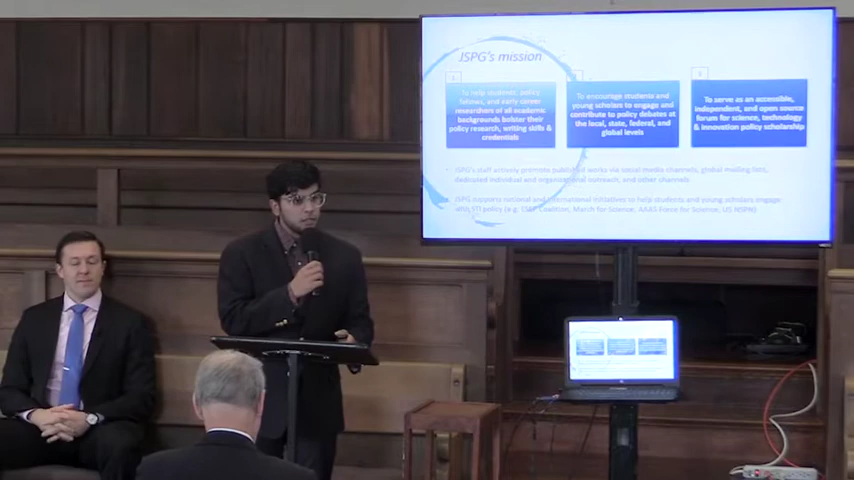 JSPG's mission
1
To help students, policy
fellows, and early career
researchers of all academic
backgrounds bolster their
policy research, writing skills &
credentials
To encourage students and
young scholars to engage and
contribute to policy debates at
the local, state, federal, and
global levels
To serve as an accessible,
independent, and open source
forum for science, technology
& innovation policy scholarship
JSPG's staff actively promote published works via social media channels, global mailing lists,
dedicated individual and organizational outreach, and other channels.
JSPG supports national and international initiatives to help students and young scholars engage
with STI policy (e.g. Coalition, March for Science, AAAS Force for Science, US NSPN)